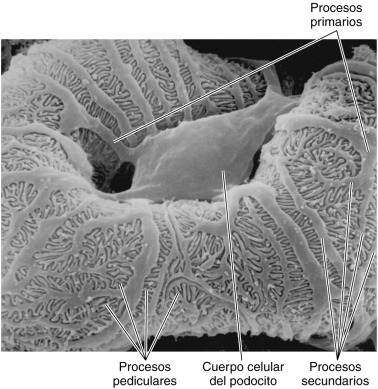 Procesos
primarios
Procesos
pediculares
Cuerpo celular
del podocito
Procesos
secundarios